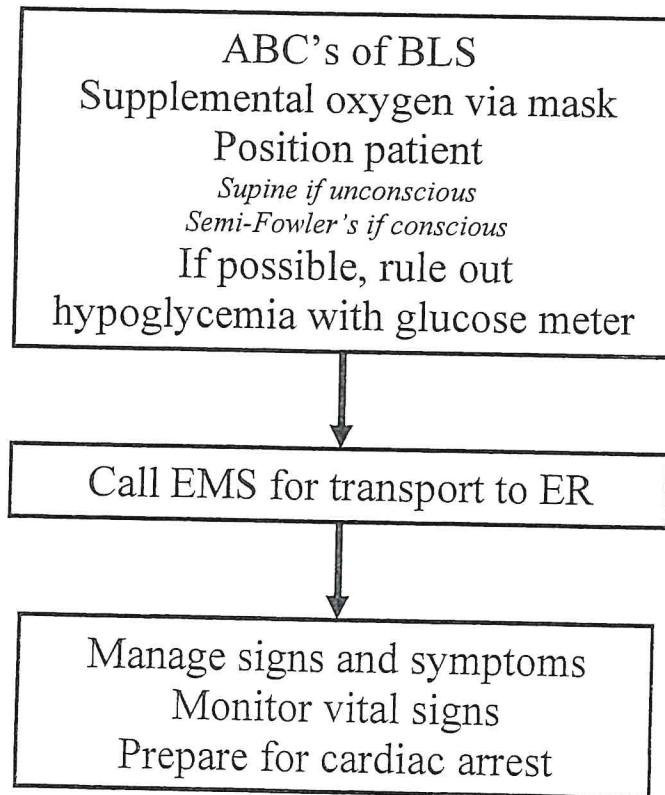 ABC's of BLS
Supplemental oxygen via mask
Position patient
Supine if unconscious
Semi-Fowler's if conscious
If possible, rule out
hypoglycemia with glucose meter
Call EMS for transport to ER
Manage signs and symptoms
Monitor vital signs
Prepare for cardiac arrest